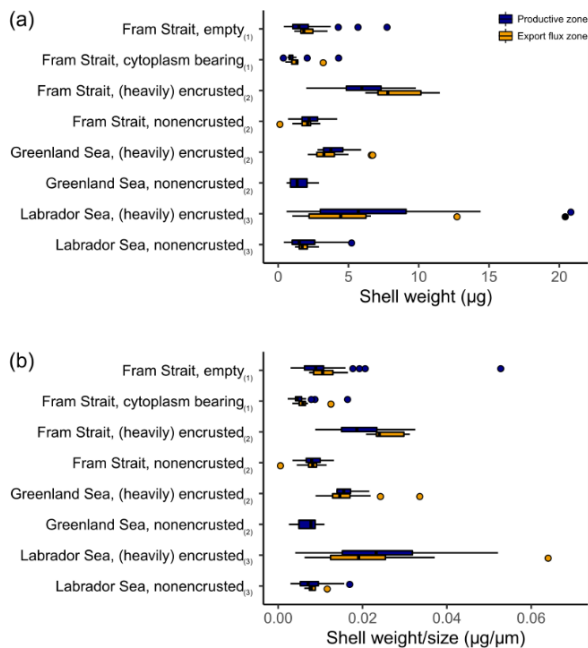 (a)
Productive zone
Export flux zone
Fram Strait, empty(1)
Fram Strait, cytoplasm bearing(1)
Fram Strait, (heavily) encrusted(2)
Fram Strait, nonencrusted(2)
Greenland Sea, (heavily) encrusted(2)
Greenland Sea, nonencrusted(2)
Labrador Sea, (heavily) encrusted(3)
Labrador Sea, nonencrusted(3)
0 5 10 15 20
Shell weight (µg)
(b)
Fram Strait, empty(1)
Fram Strait, cytoplasm bearing(1)
Fram Strait, (heavily) encrusted(2)
Fram Strait, nonencrusted(2)
Greenland Sea, (heavily) encrusted(2)
Greenland Sea, nonencrusted(2)
Labrador Sea, (heavily) encrusted(3)
Labrador Sea, nonencrusted(3)
0.00 0.02 0.04 0.06
Shell weight/size (µg/µm)